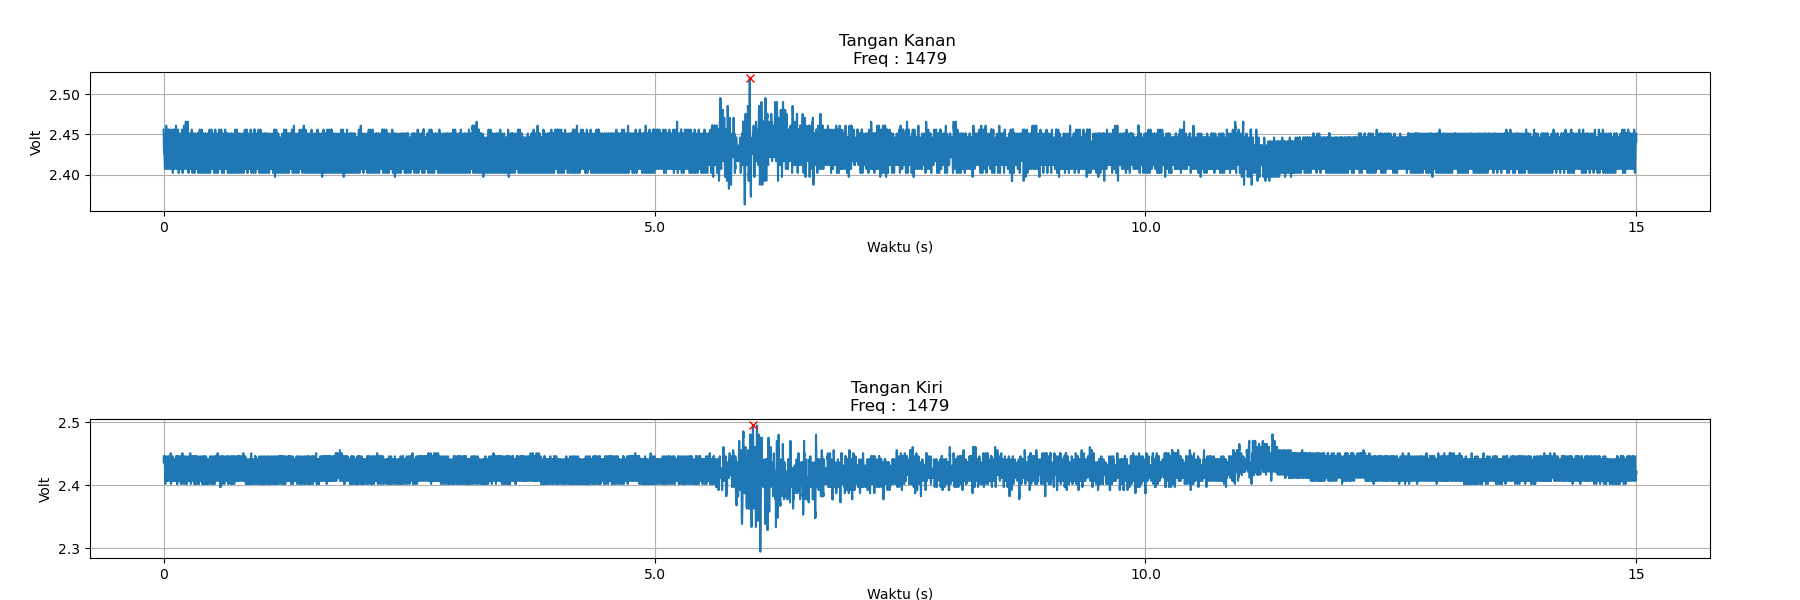 Tangan Kanan
Freq : 1479
2.50
2.45
2.40
Volt
0 5.0 10.0 15
Waktu (s)
Tangan Kiri
Freq :  1479
2.5
2.4
2.3
Volt
0 5.0 10.0 15
Waktu (s)